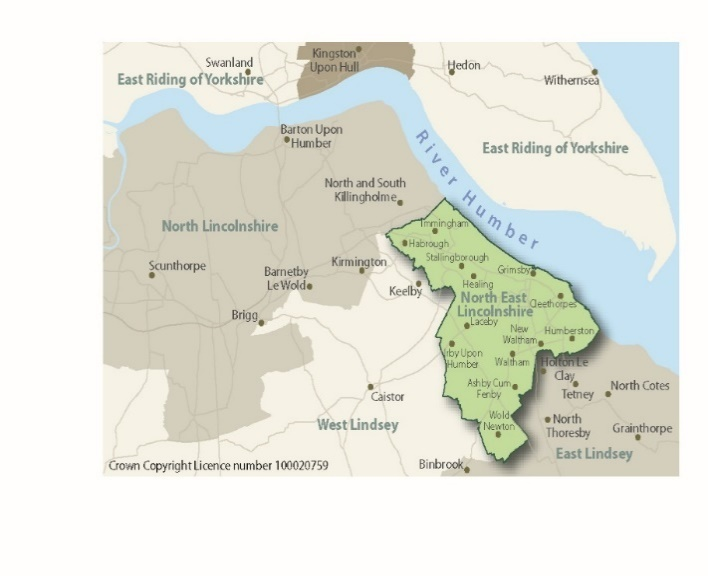 Swanland
Kingston
Upon Hull
Hedon
East Riding of Yorkshire
Withernsea
Barton Upon
Humber
East Riding of Yorkshire
River Humber
North and South
Killingholme
North Lincolnshire
Immingham
Habrough
Stallingborough
Scunthorpe
Kirmington
Grimsby
Barnetby
Le Wold
Healing
Keelby
North East
Lincolnshire
Cleethorpes
Brigg
Laceby
New
Waltham
Humberston
Irby Upon
Humber
Waltham
Holton Le
Clay
Ashby Cum
Fenby
Tetney
North Cotes
Caistor
Wold
Newton
North
Thoresby
Grainthorpe
West Lindsey
East Lindsey
Binbrook
Crown Copyright Licence number 100020759